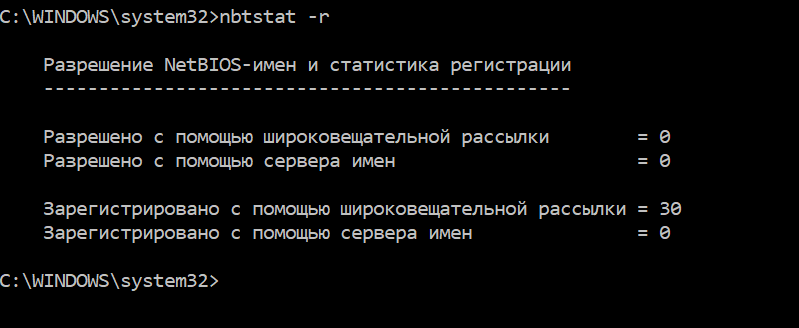 C:\WINDOWS\system32>nbtstat -r
Разрешение NetBIOS-имен и статистика регистрации
------------------------------------------------
Разрешено с помощью широковещательной рассылки = 0
Разрешено с помощью сервера имен = 0
Зарегистрировано с помощью широковещательной рассылки = 30
Зарегистрировано с помощью сервера имен = 0
C:\WINDOWS\system32>